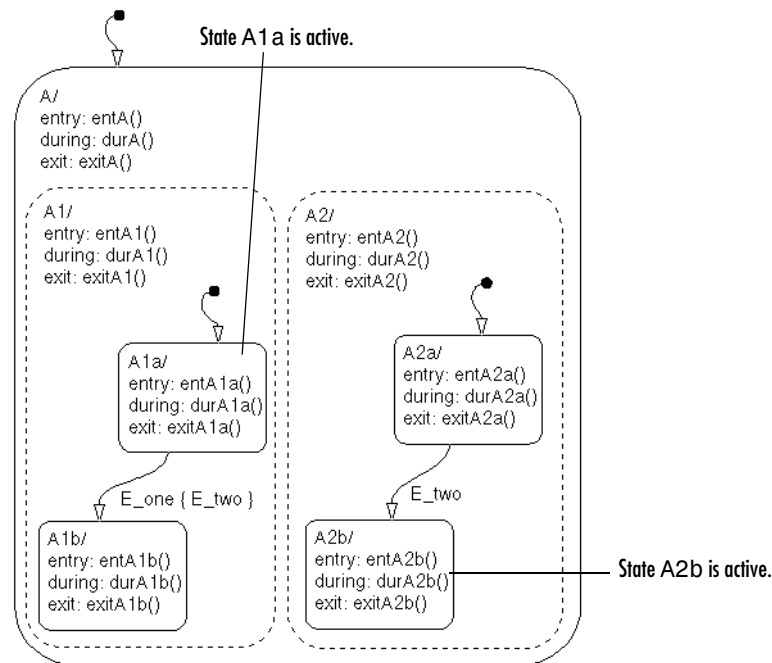 State A1a is active.
A/
entry: entA()
during: durA()
exit: exitA()
A1/
entry: entA1()
during: durA1()
exit: exitA1()
A2/
entry: entA2()
during: durA2()
exit: exitA2()
A1a/
entry: entA1a()
during: durA1a()
exit: exitA1a()
A2a/
entry: entA2a()
during: durA2a()
exit: exitA2a()
E_one { E_two }
E_two
A1b/
entry: entA1b()
during: durA1b()
exit: exitA1b()
A2b/
entry: entA2b()
during: durA2b()
exit: exitA2b()
State A2b is active.